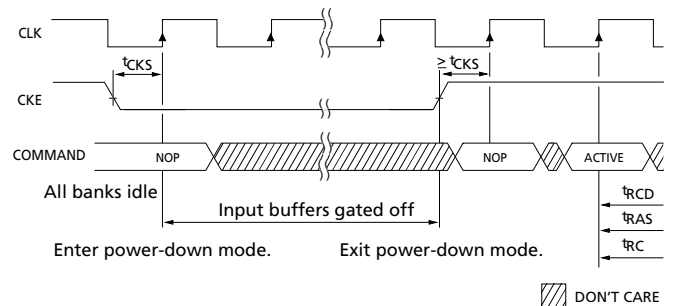 CLK
tCKS
≥ tCKS
CKE
COMMAND
NOP
NOP
ACTIVE
All banks idle
tRCD
Input buffers gated off
tRAS
Enter power-down mode.
Exit power-down mode.
tRC
DON'T CARE